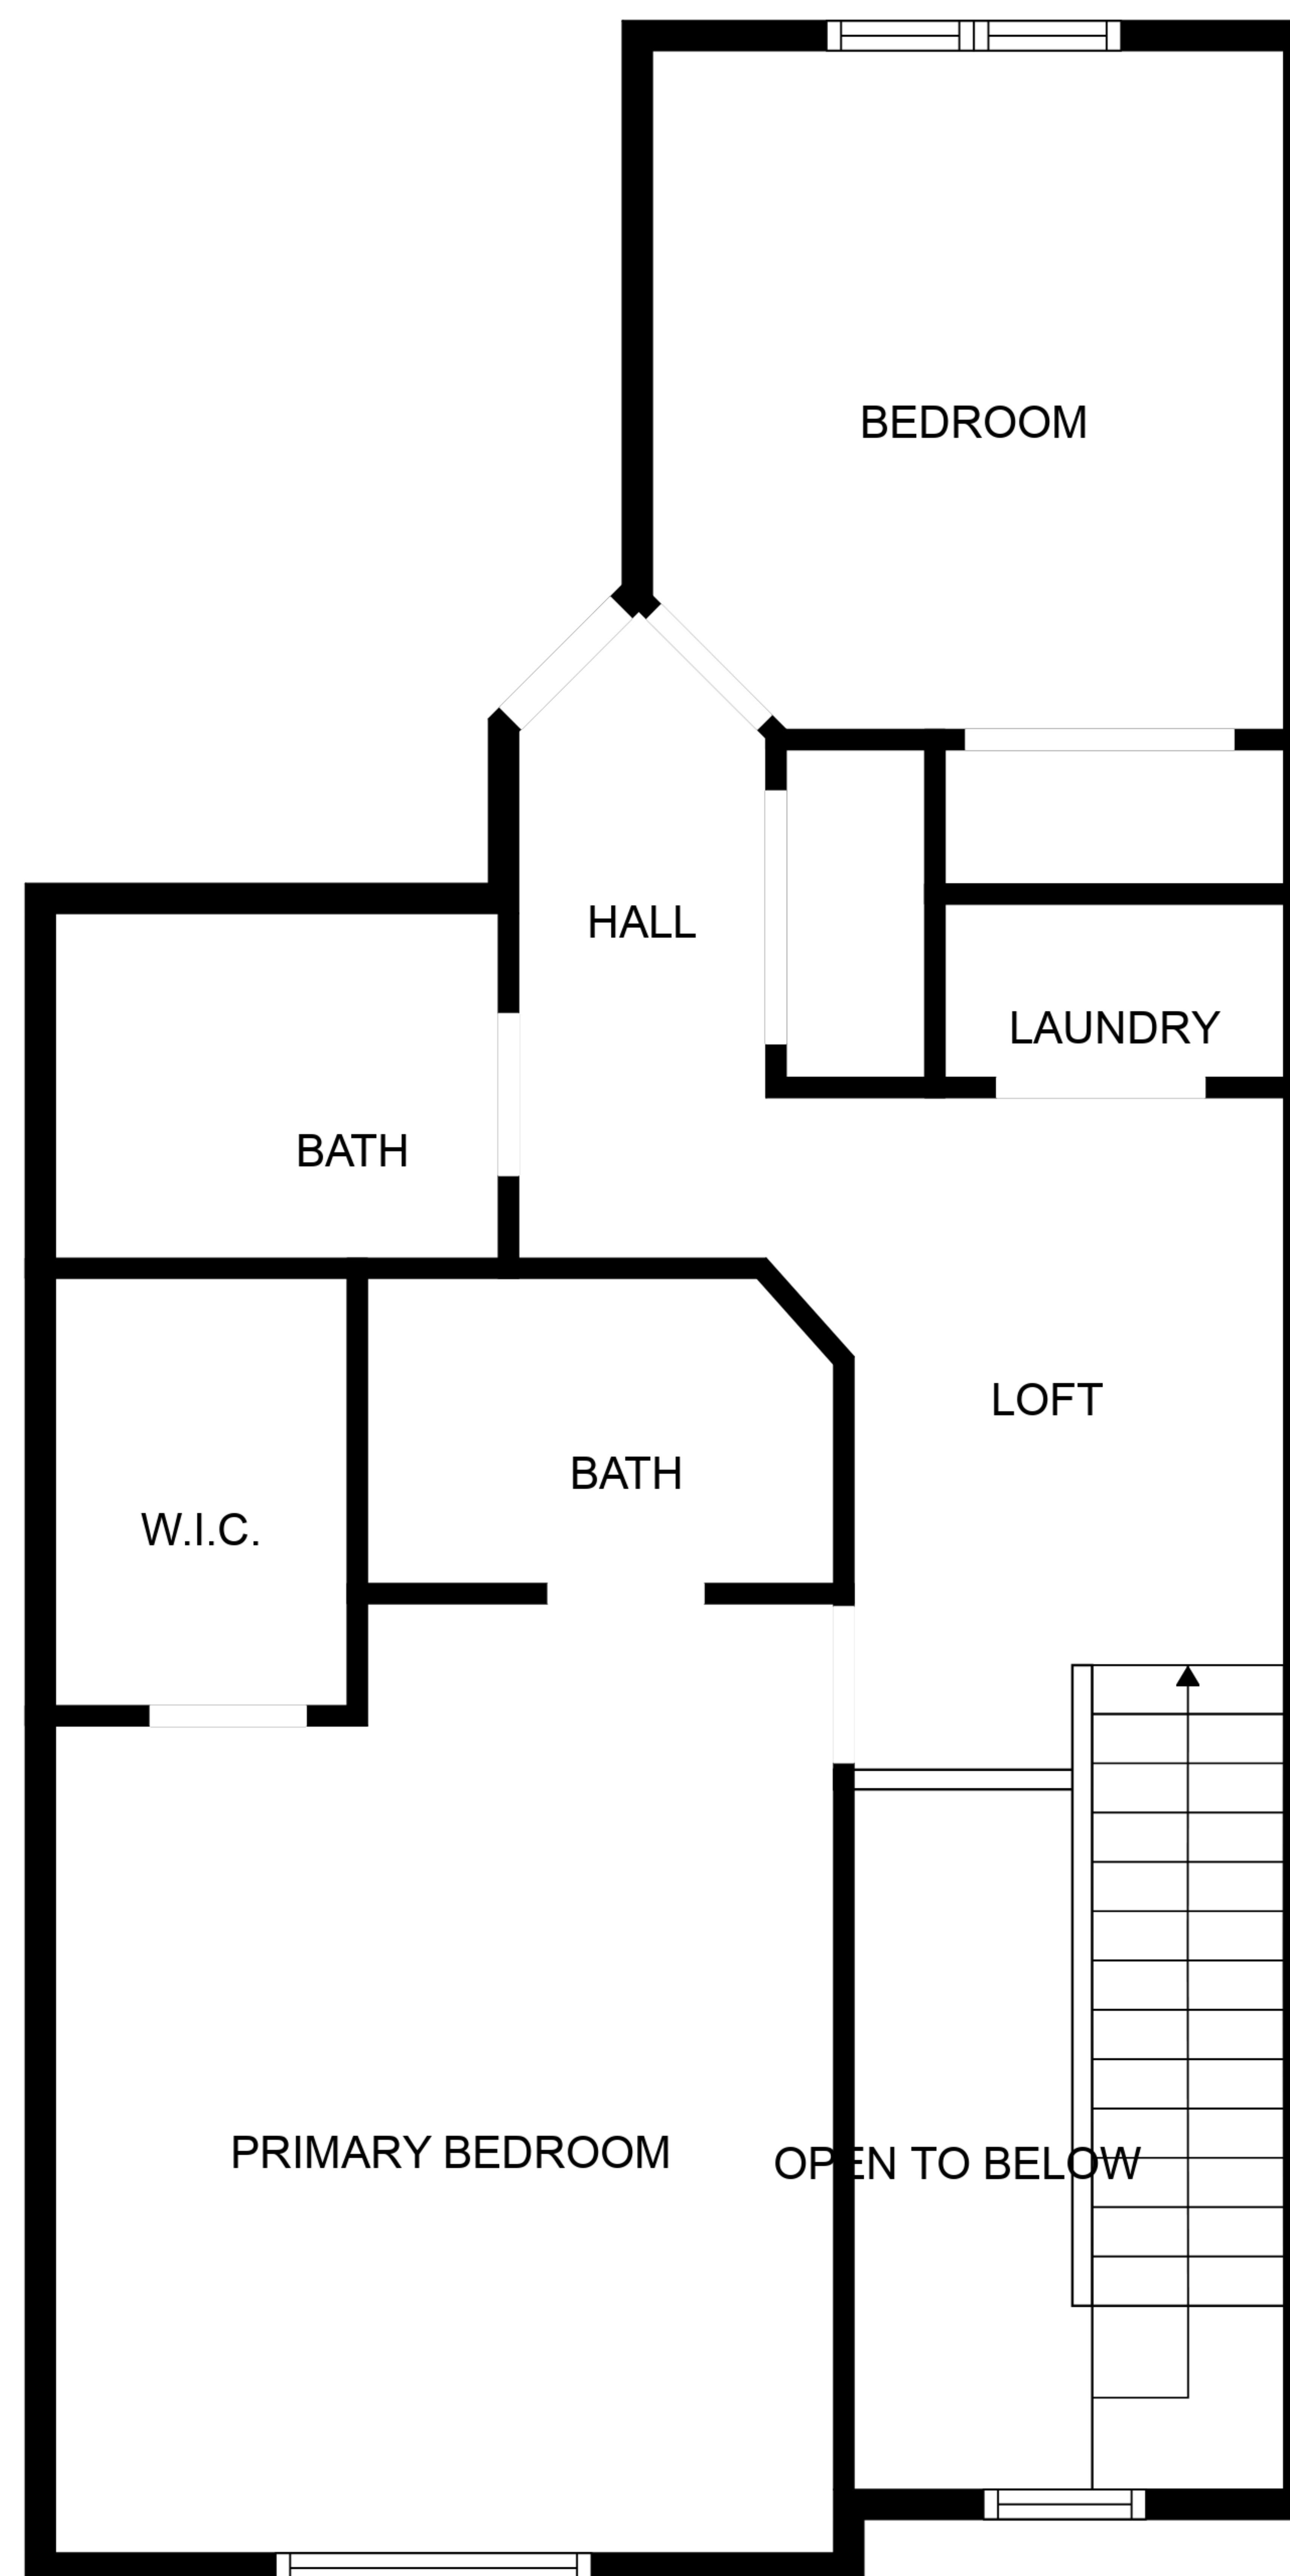 BEDROOM
HALL
LAUNDRY
BATH
LOFT
BATH
W.I.C.
PRIMARY BEDROOM
OPEN TO BELOW